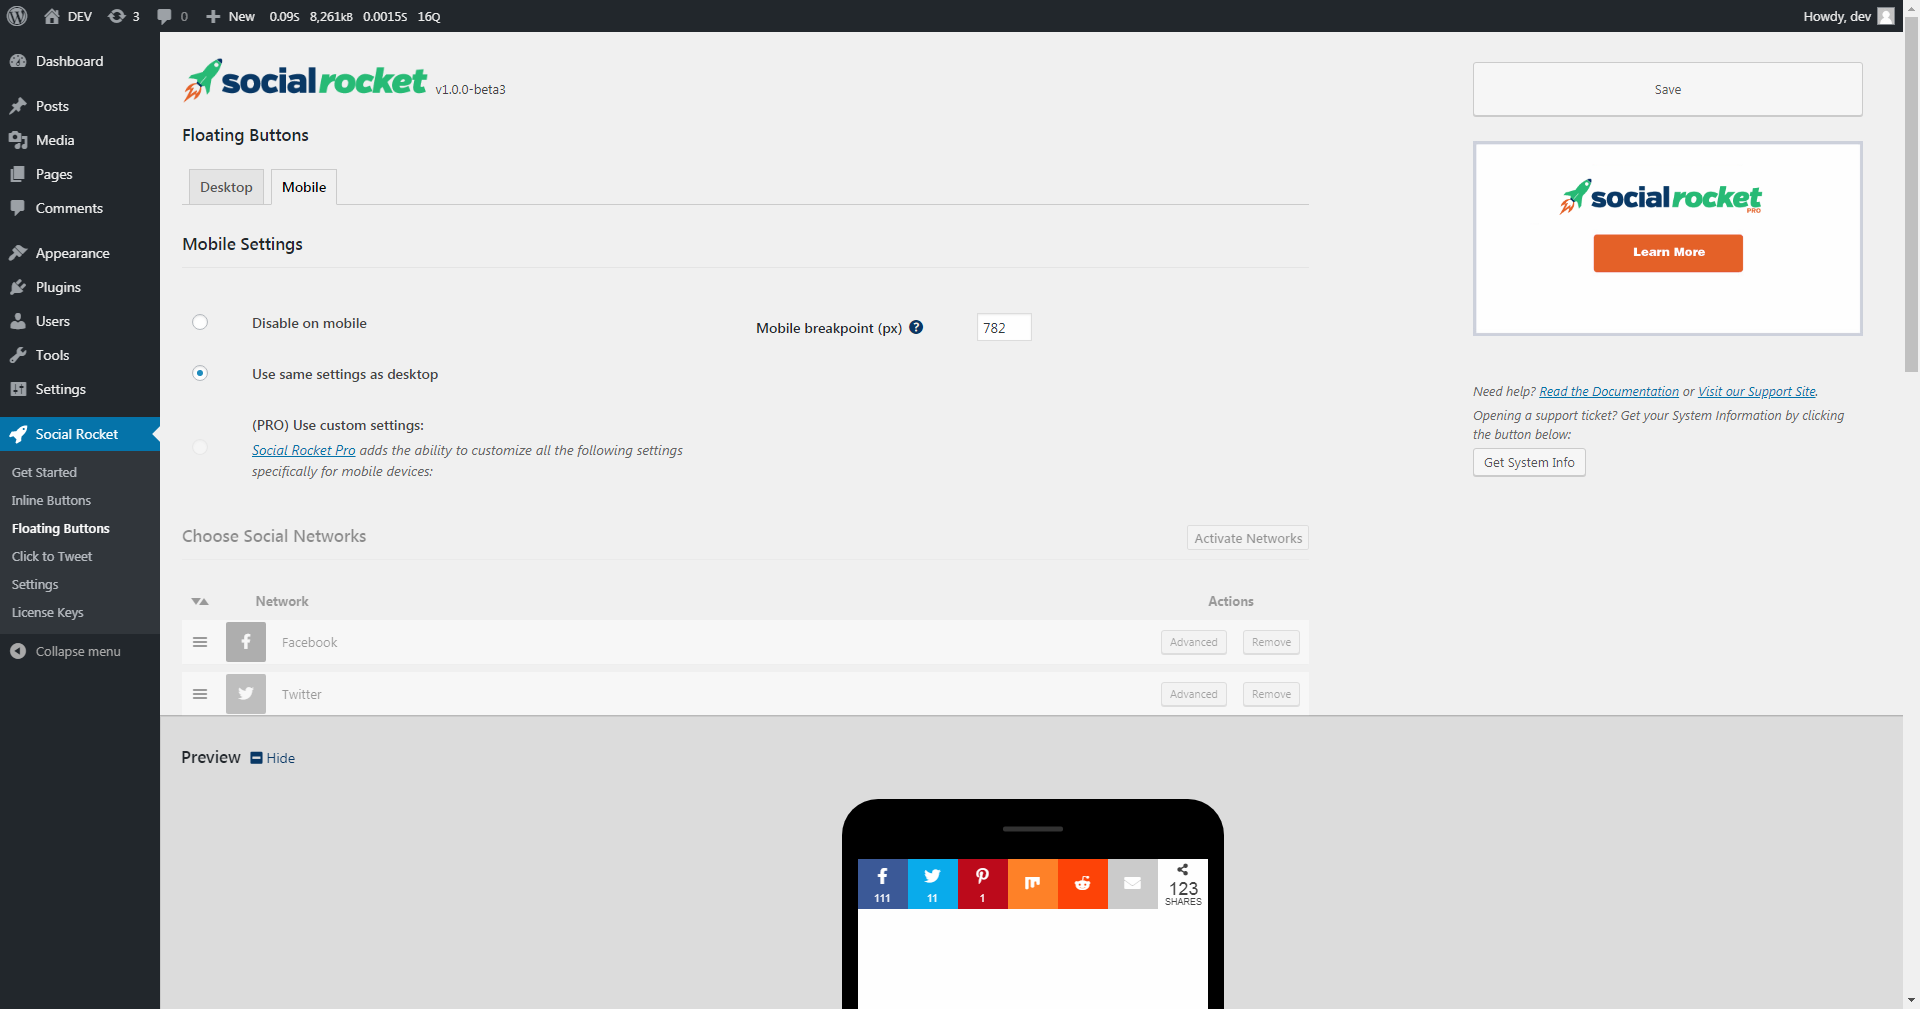 DEV 3 0 New 0.09S 8,261KB 0.0015S 16Q Howdy, dev
Dashboard
Posts
Media
Pages
Comments
Appearance
Plugins
Users
Tools
Settings
Social Rocket
Get Started
Inline Buttons
Floating Buttons
Click to Tweet
Settings
License Keys
Collapse menu
socialrocket v1.0.0-beta3
Floating Buttons
Desktop Mobile
Mobile Settings
Disable on mobile
Mobile breakpoint (px) ? 782
Use same settings as desktop
(PRO) Use custom settings:
Social Rocket Pro adds the ability to customize all the following settings
specifically for mobile devices:
Choose Social Networks Activate Networks
Network Actions
Facebook Advanced Remove
Twitter Advanced Remove
Save
socialrocket
PRO
Learn More
Need help? Read the Documentation or Visit our Support Site.
Opening a support ticket? Get your System Information by clicking
the button below:
Get System Info
Preview Hide
111 11 1 123
SHARES